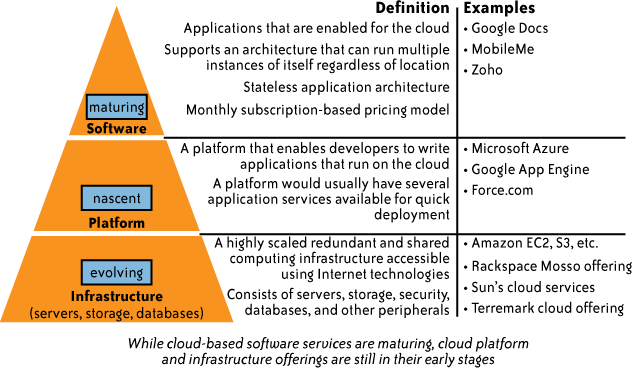 Definition
Examples
Applications that are enabled for the cloud
Supports an architecture that can run multiple
instances of itself regardless of location
Stateless application architecture
Monthly subscription-based pricing model
• Google Docs
• MobileMe
• Zoho
maturing
Software
A platform that enables developers to write
applications that run on the cloud
A platform would usually have several
application services available for quick
deployment
• Microsoft Azure
• Google App Engine
• Force.com
nascent
Platform
A highly scaled redundant and shared
computing infrastructure accessible
using Internet technologies
Consists of servers, storage, security,
databases, and other peripherals
• Amazon EC2, S3, etc.
• Rackspace Mosso offering
• Sun's cloud services
• Terremark cloud offering
evolving
Infrastructure
(servers, storage, databases)
While cloud-based software services are maturing, cloud platform
and infrastructure offerings are still in their early stages